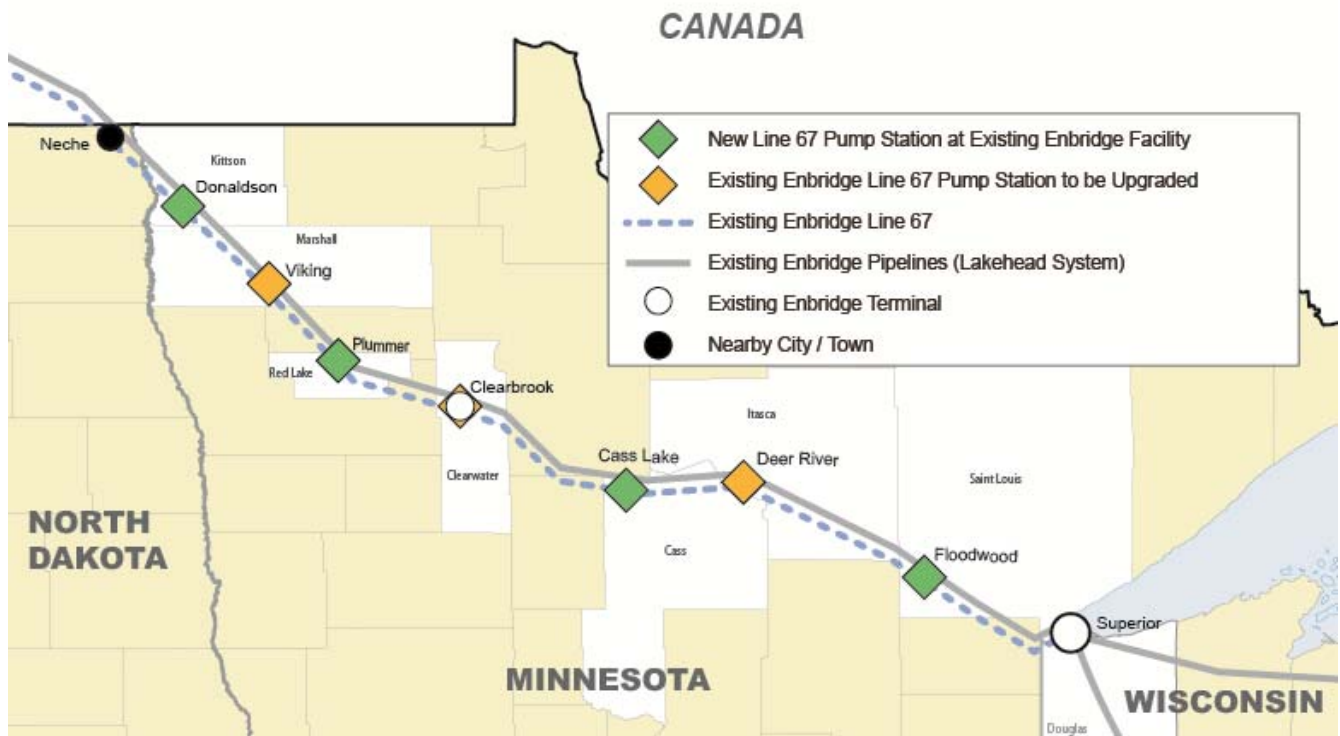 CANADA
New Line 67 Pump Station at Existing Enbridge Facility
Existing Enbridge Line 67 Pump Station to be Upgraded
Existing Enbridge Line 67
Existing Enbridge Pipelines (Lakehead System)
Existing Enbridge Terminal
Nearby City / Town
Neche
Kittson
Donaldson
Marshall
Viking
Plummer
Red Lake
Clearbrook
Itasca
Cass Lake
Deer River
Clearwater
Saint Louis
NORTH
DAKOTA
Cass
Floodwood
Superior
MINNESOTA
WISCONSIN
Douglas